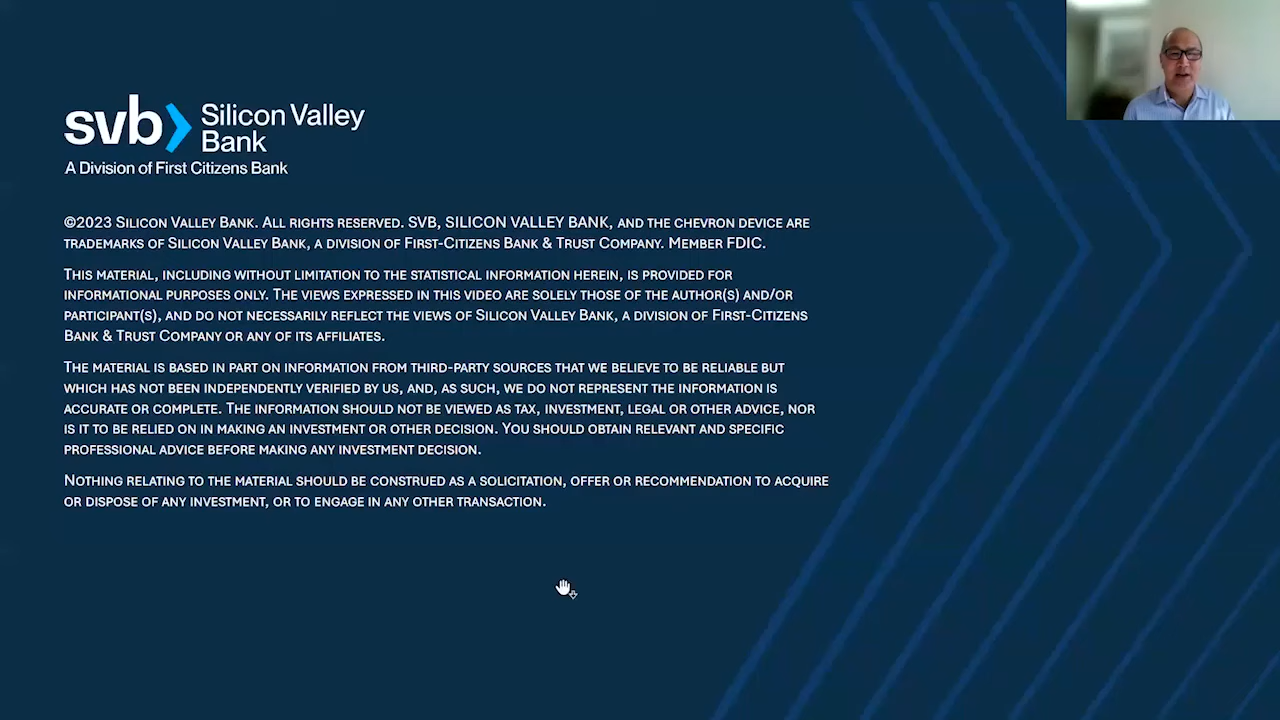 svb Silicon Valley
Bank
A Division of First Citizens Bank
©2023 Silicon Valley Bank. All rights reserved. SVB, SILICON VALLEY BANK, and the chevron device are
trademarks of Silicon Valley Bank, a division of First-Citizens Bank & Trust Company. Member FDIC.
This material, including without limitation to the statistical information herein, is provided for
informational purposes only. The views expressed in this video are solely those of the author(s) and/or
participant(s), and do not necessarily reflect the views of Silicon Valley Bank, a division of First-Citizens
Bank & Trust Company or any of its affiliates.
The material is based in part on information from third-party sources that we believe to be reliable but
which has not been independently verified by us, and, as such, we do not represent the information is
accurate or complete. The information should not be viewed as tax, investment, legal or other advice, nor
is it to be relied on in making an investment or other decision. You should obtain relevant and specific
professional advice before making any investment decision.
Nothing relating to the material should be construed as a solicitation, offer or recommendation to acquire
or dispose of any investment, or to engage in any other transaction.